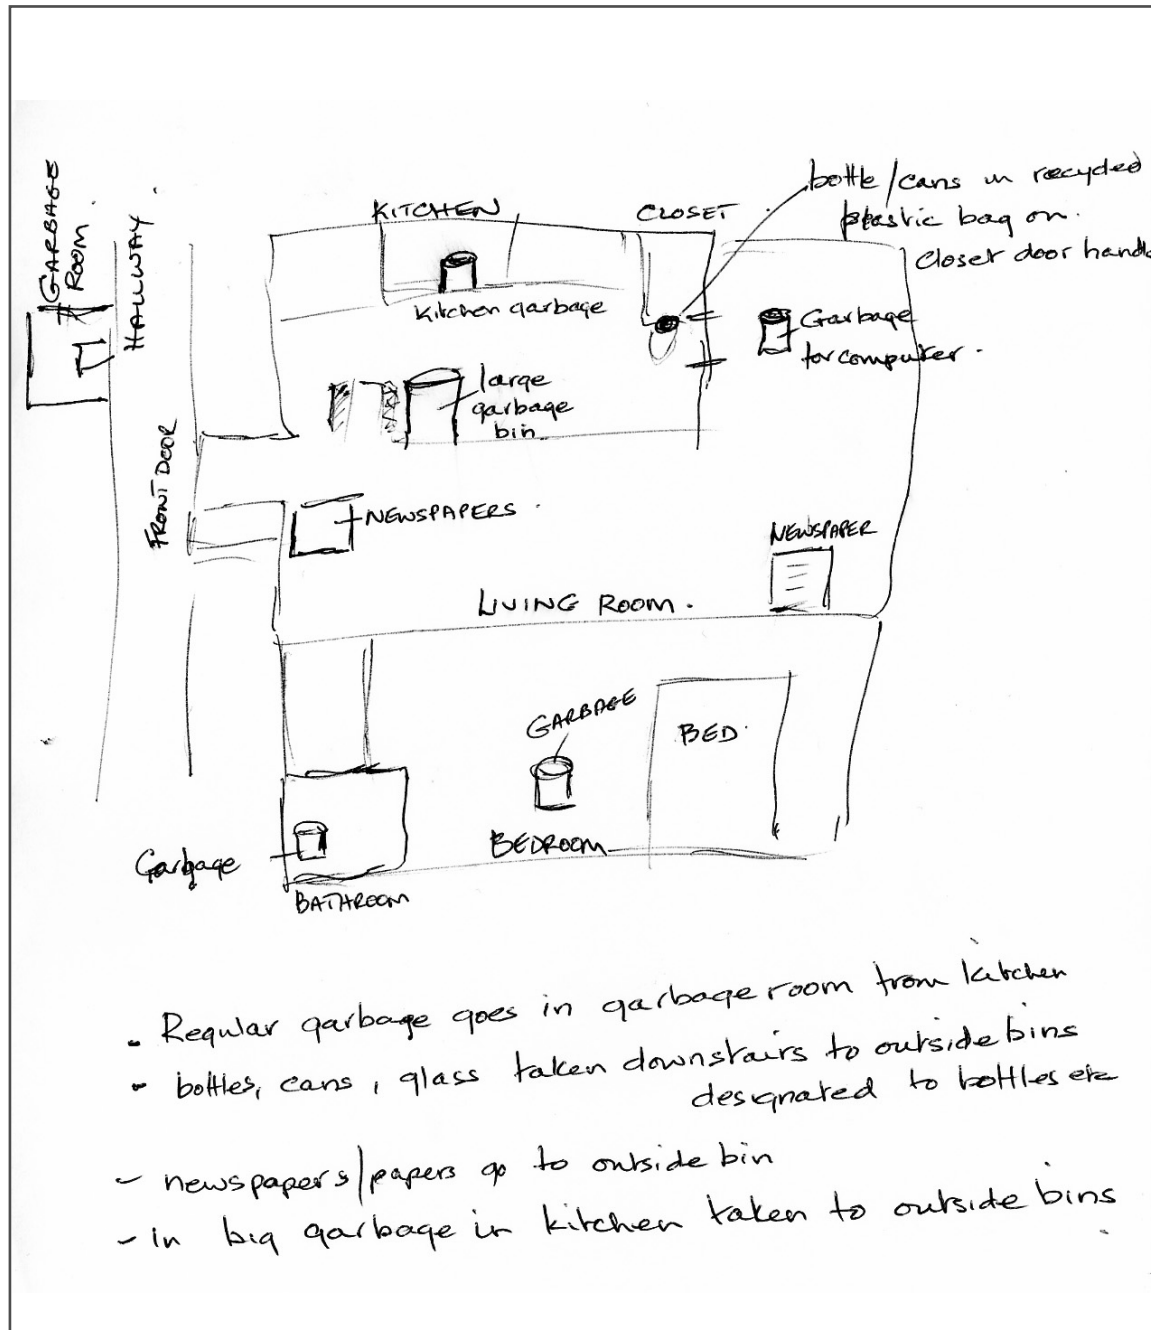 GARBAGE
ROOM.
HALLWAY
KITCHEN
CLOSET
bottle/cans in recycled
plastic bag on
closet door handle
Kitchen garbage
Garbage
for computer.
large
garbage
bin
FRONT DOOR
NEWSPAPERS
NEWSPAPER
LIVING ROOM.
GARBAGE
BED
Garbage
BEDROOM
BATHROOM
- Regular garbage goes in garbage room from kitchen
- bottles, cans, glass taken downstairs to outside bins
designated to bottles etc
- newspapers/papers go to outside bin
- in big garbage in kitchen taken to outside bins